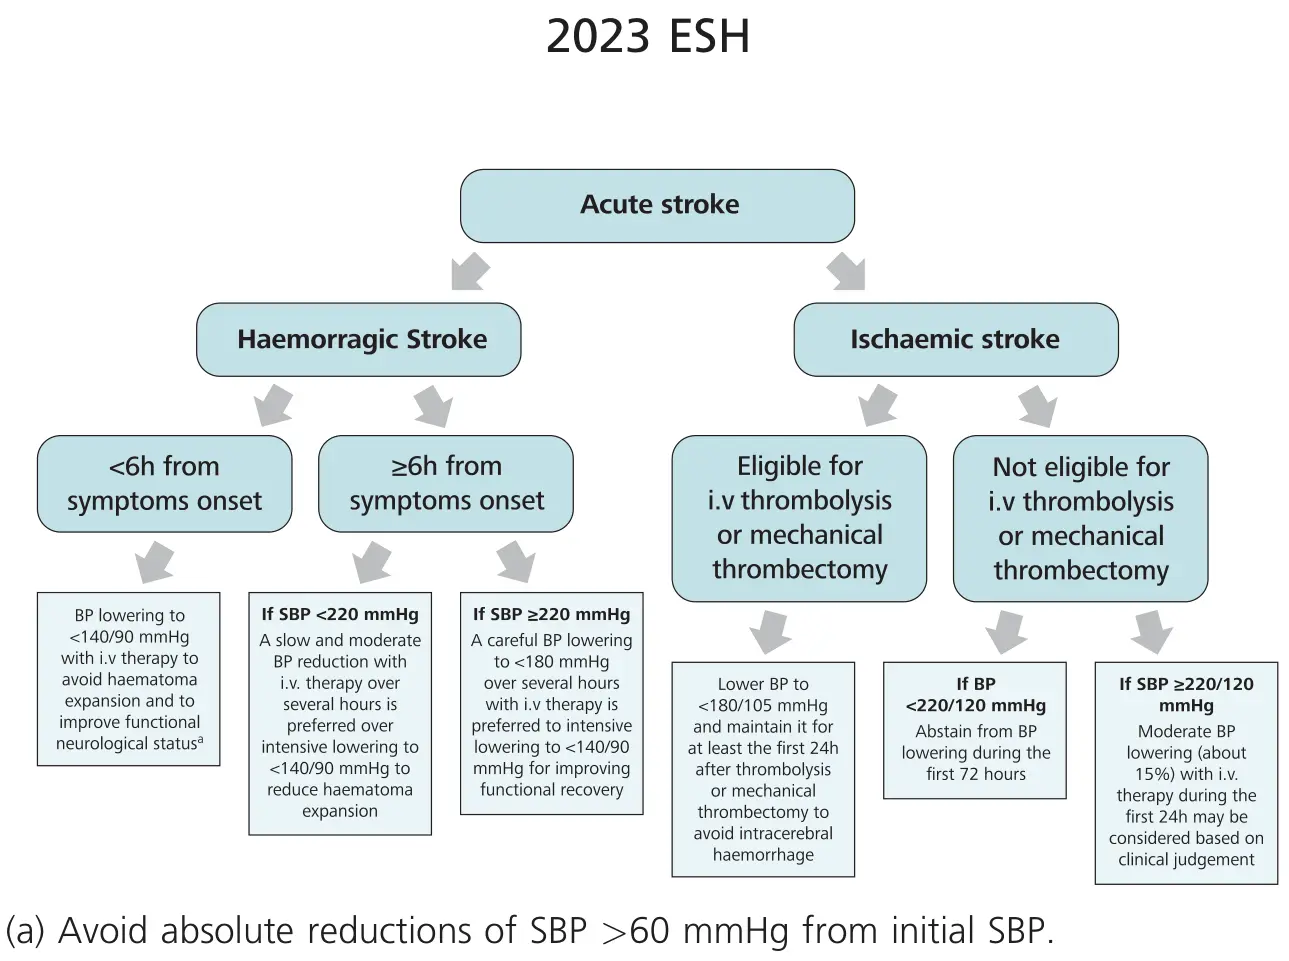 2023 ESH
Acute stroke
Haemorragic Stroke
Ischaemic stroke
<6h from
symptoms onset
≥6h from
symptoms onset
Eligible for
i.v thrombolysis
or mechanical
thrombectomy
Not eligible for
i.v thrombolysis
or mechanical
thrombectomy
BP lowering to
<140/90 mmHg
with i.v therapy to
avoid haematoma
expansion and to
improve functional
neurological statusª
If SBP <220 mmHg
A slow and moderate
BP reduction with
i.v. therapy over
several hours is
preferred over
intensive lowering to
<140/90 mmHg to
reduce haematoma
expansion
If SBP ≥220 mmHg
A careful BP lowering
to <180 mmHg
over several hours
with i.v therapy is
preferred to intensive
lowering to <140/90
mmHg for improving
functional recovery
Lower BP to
<180/105 mmHg
and maintain it for
at least the first 24h
after thrombolysis
or mechanical
thrombectomy to
avoid intracerebral
haemorrhage
If BP
<220/120 mmHg
Abstain from BP
lowering during the
first 72 hours
If SBP ≥220/120
mmHg
Moderate BP
lowering (about
15%) with i.v.
therapy during the
first 24h may be
considered based on
clinical judgement
(a) Avoid absolute reductions of SBP >60 mmHg from initial SBP.